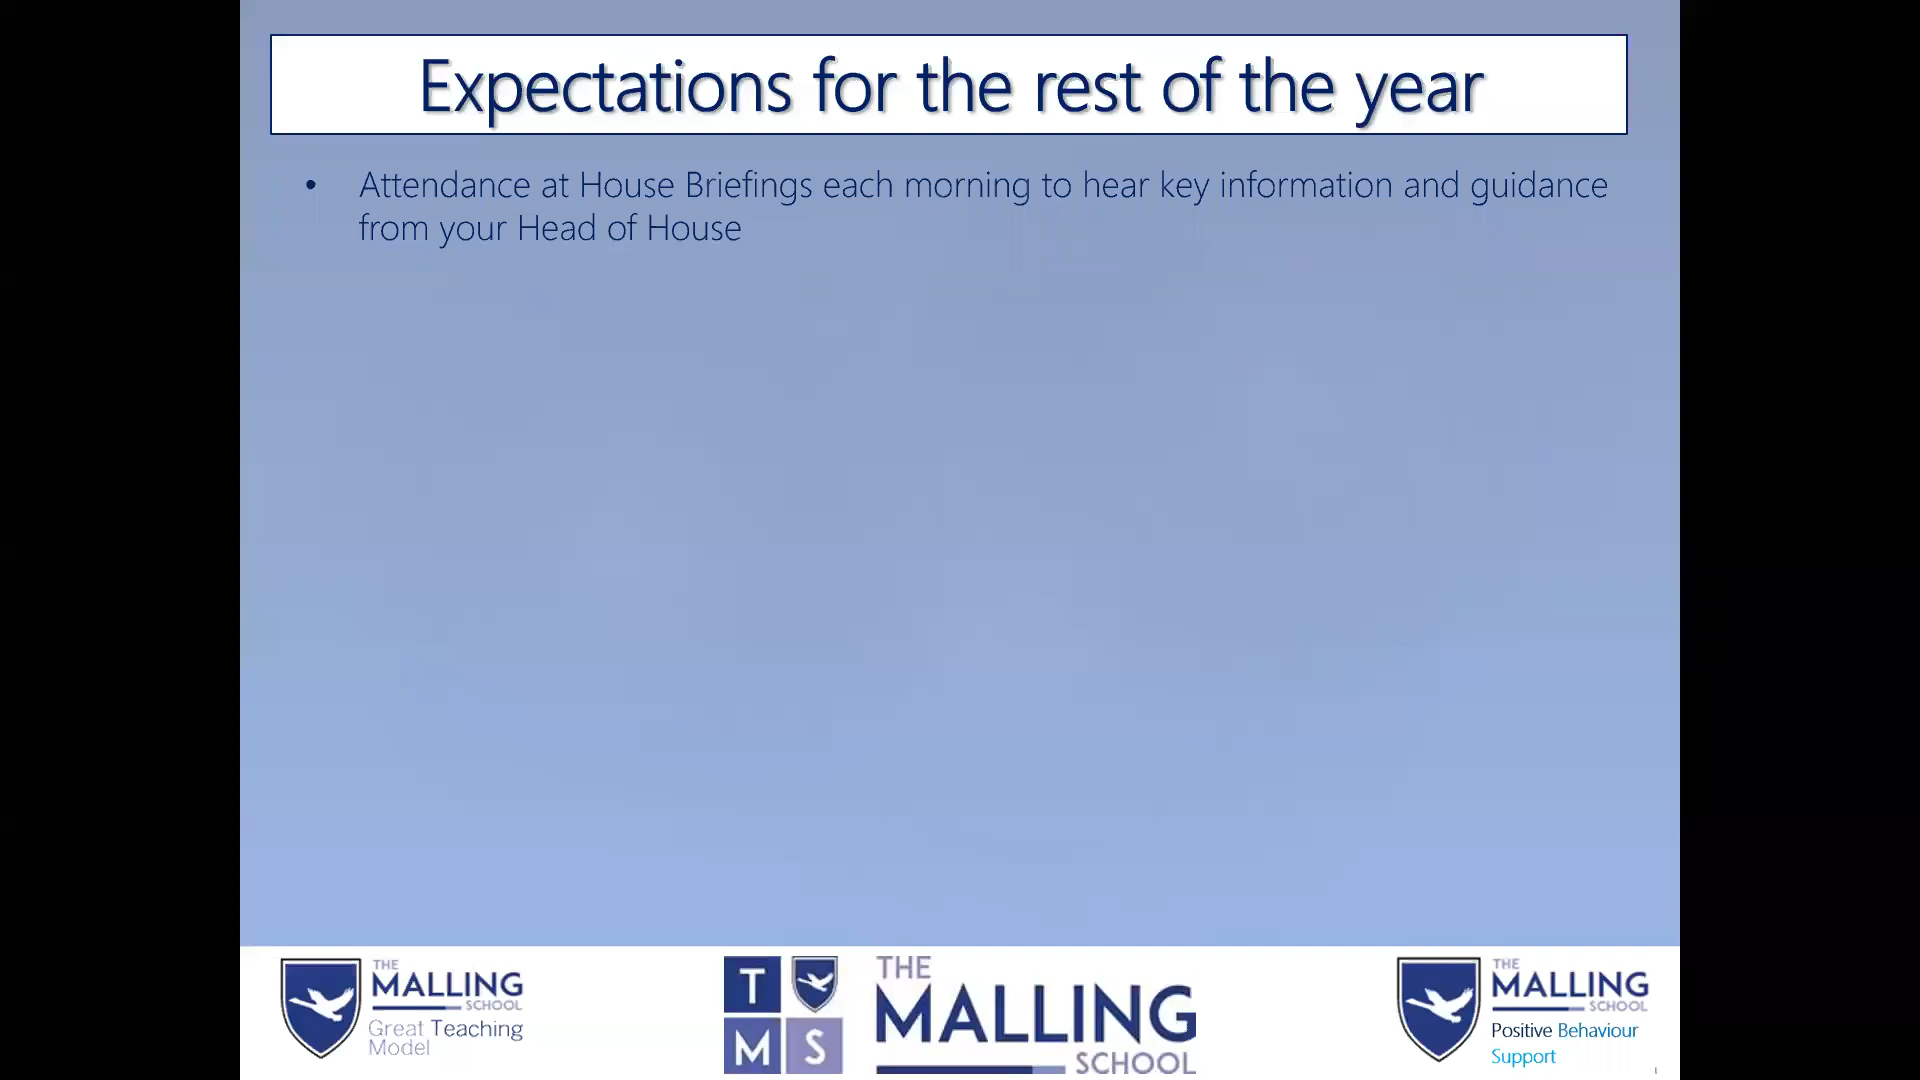 Expectations for the rest of the year
• Attendance at House Briefings each morning to hear key information and guidance
from your Head of House
THE
MALLING
SCHOOL
Great Teaching
Model
T
M S
THE
MALLING
SCHOOL
THE
MALLING
SCHOOL
Positive Behaviour
Support